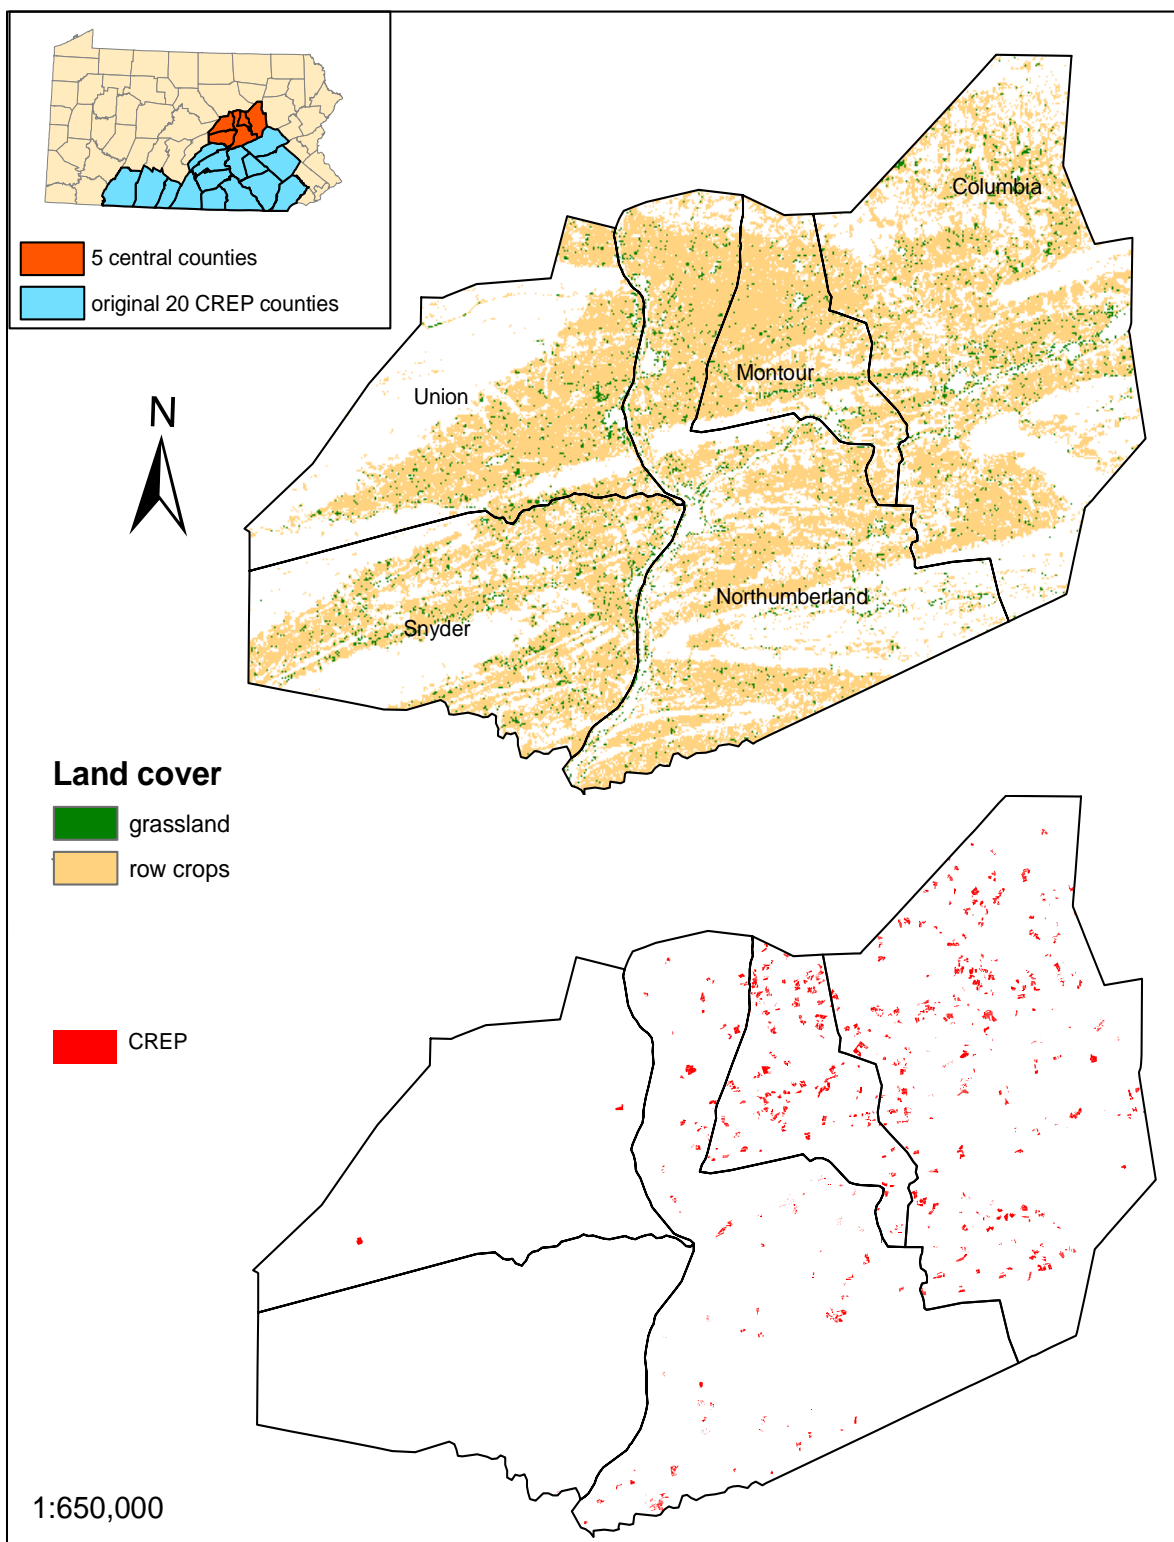 5 central counties
original 20 CREP counties
Columbia
Montour
Union
N
Northumberland
Snyder
Land cover
grassland
row crops
CREP
1:650,000